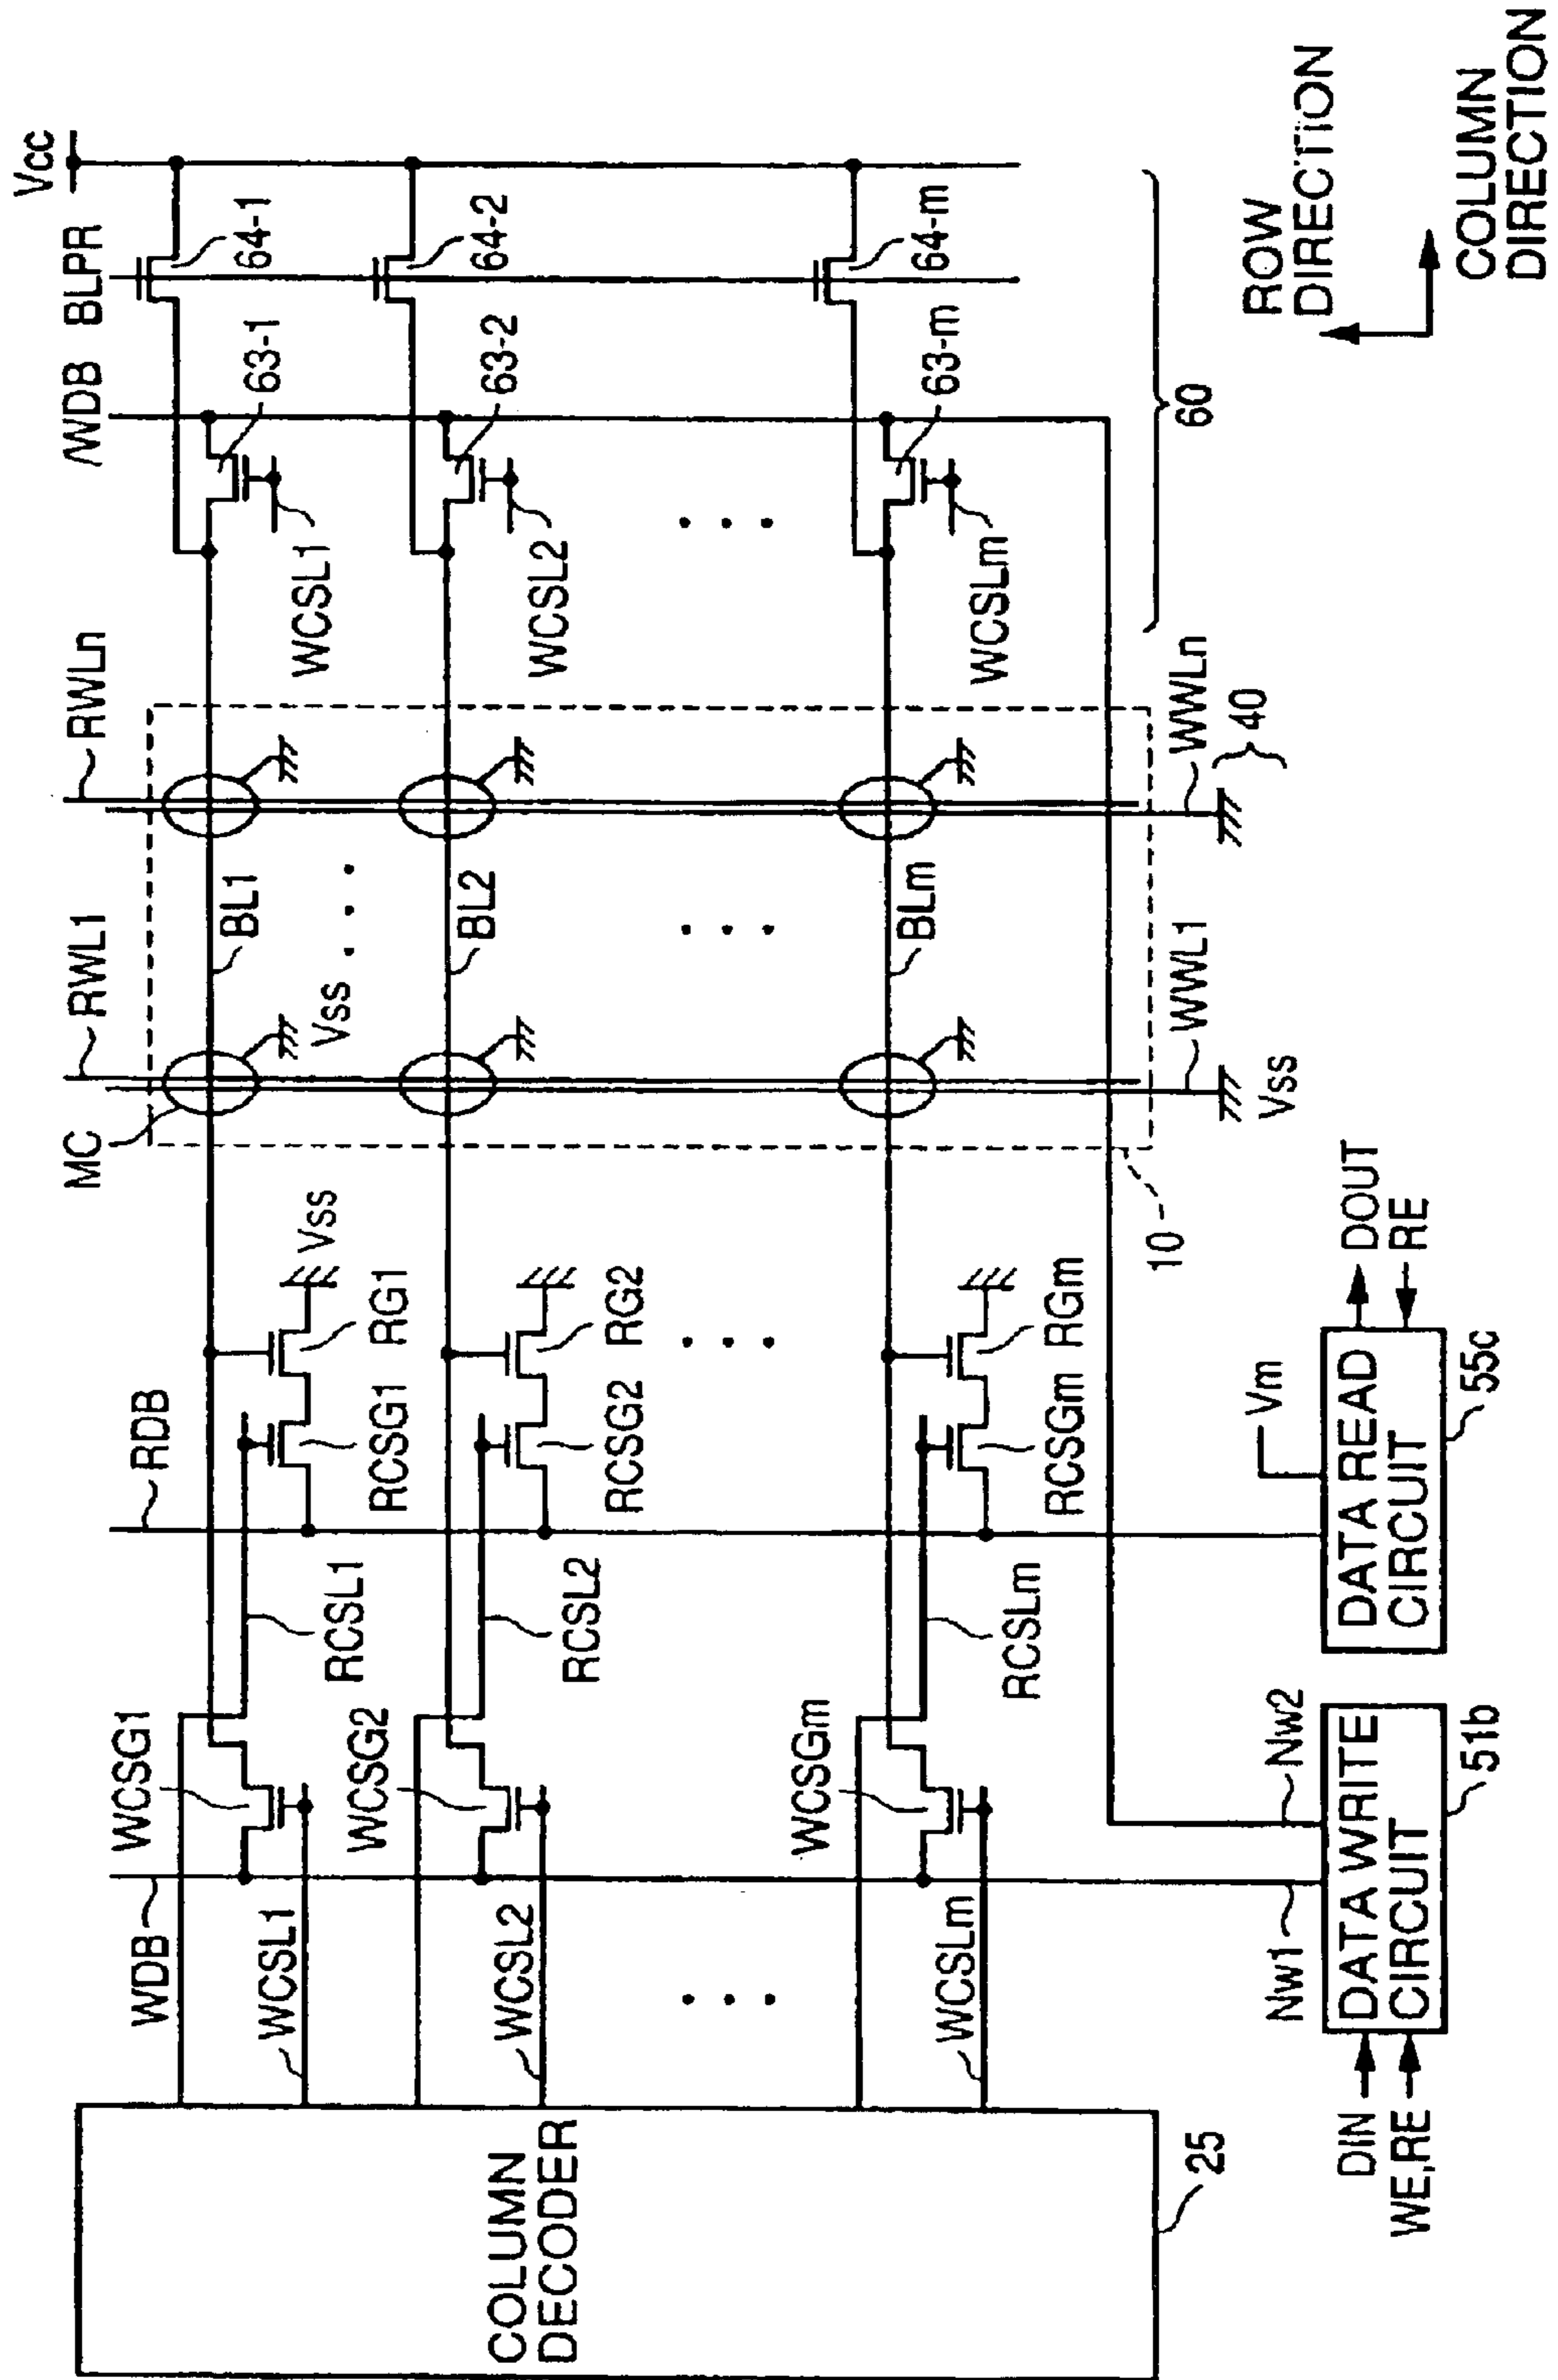 Vcc
/WDB BLPR
64-1
63-1
64-2
63-2
64-m
63-m
WCSL1
WCSL2
WCSLm
60
ROW
DIRECTION
COLUMN
DIRECTION
RWLn
WWLn
40
BL1
BL2
BLm
RWL1
Vss
WWL1
Vss
MC
10
Vss
RG1
RG2
RGm
RDB
RCSG1
RCSG2
RCSGm
RCSL1
RCSL2
RCSLm
Vm
DOUT
RE
DATA READ
CIRCUIT
55c
WCSG1
WCSG2
WCSGm
WDB
WCSL1
WCSL2
WCSLm
Nw1
Nw2
DATA WRITE
CIRCUIT
51b
DIN
WE,RE
COLUMN
DECODER
25